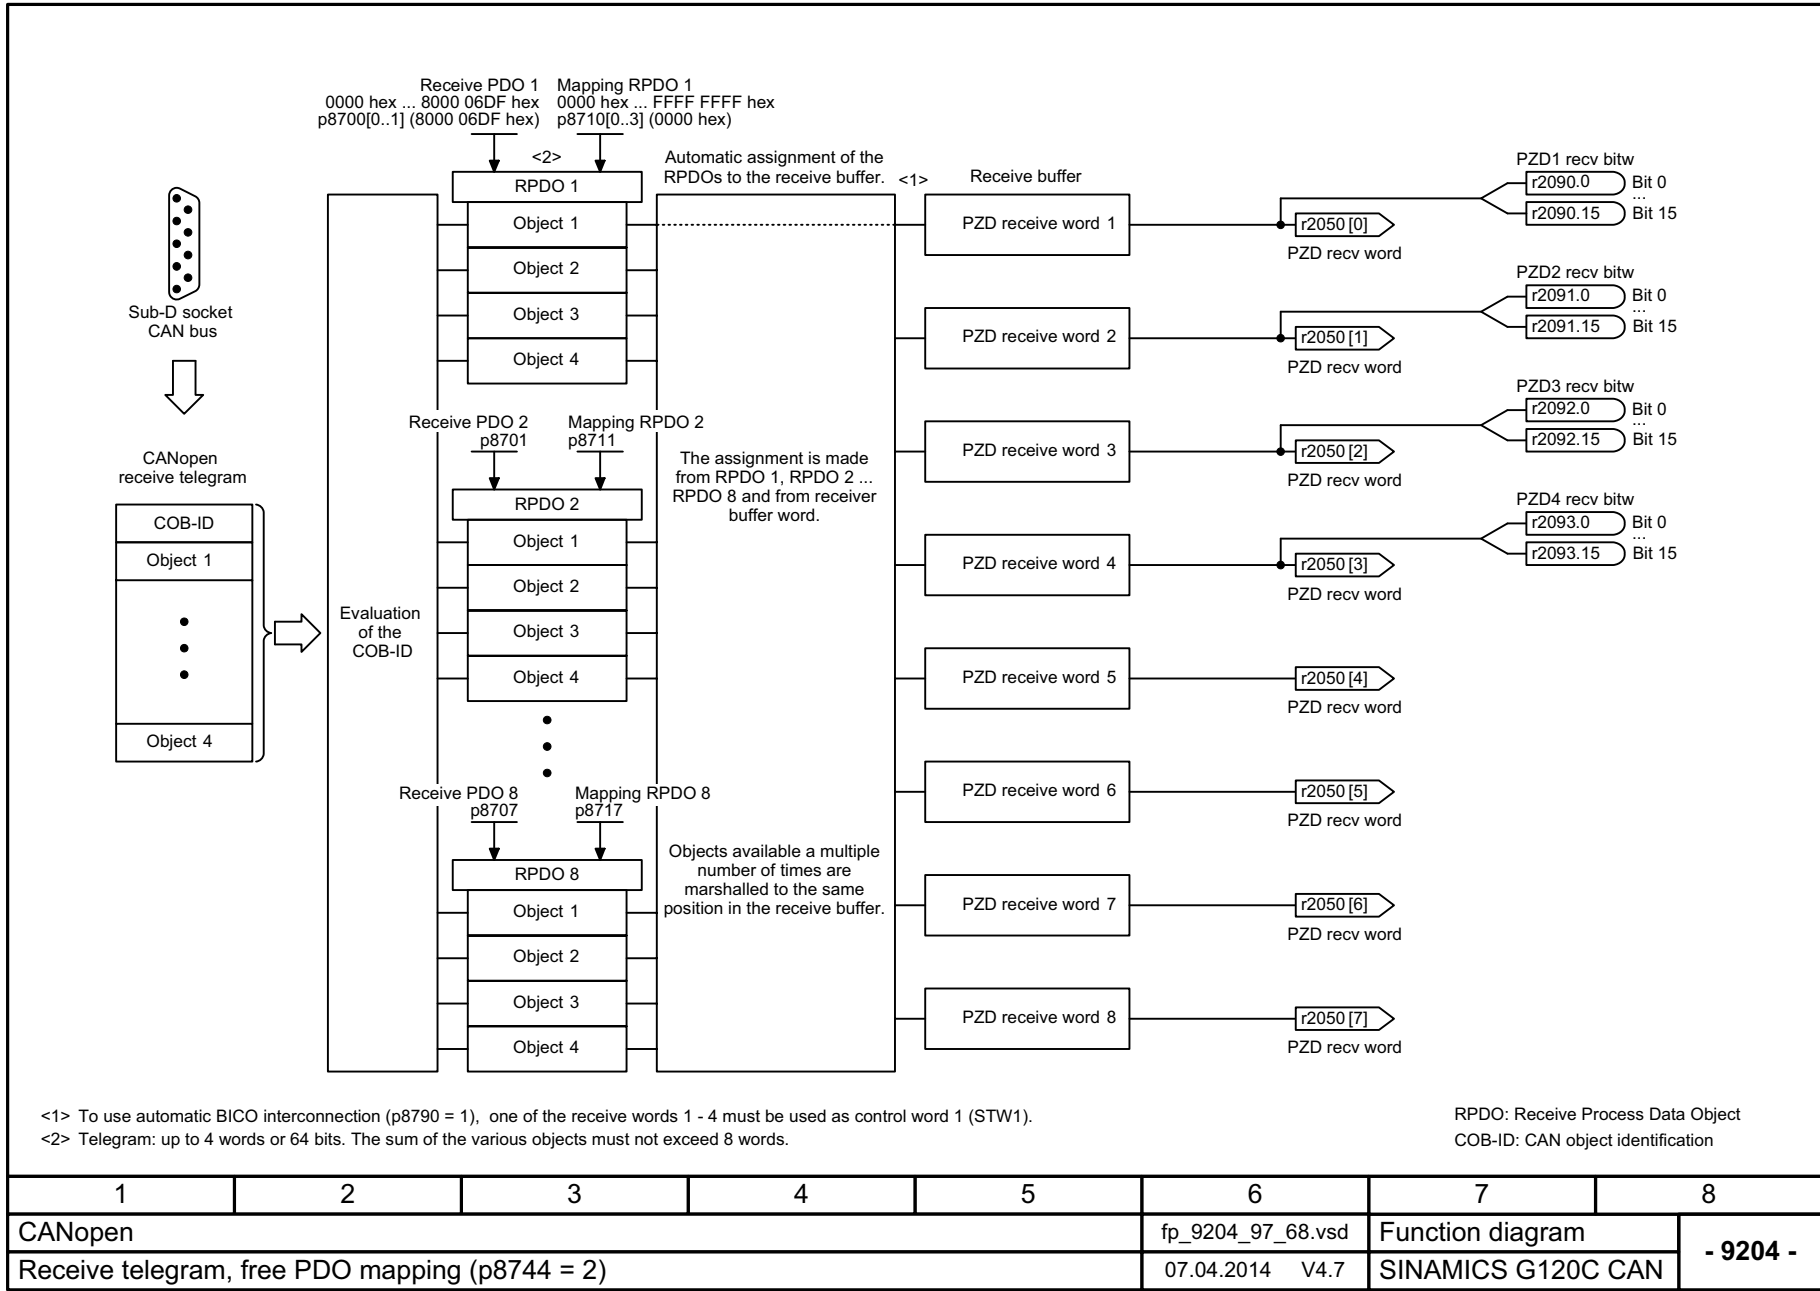 Receive PDO 1
0000 hex ... 8000 06DF hex
p8700[0..1] (8000 06DF hex)
Mapping RPDO 1
0000 hex ... FFFF FFFF hex
p8710[0..3] (0000 hex)
<2>
RPDO 1
Object 1
Object 2
Object 3
Object 4
Automatic assignment of the
RPDOs to the receive buffer.
<1>
Receive buffer
Sub-D socket
CAN bus
CANopen
receive telegram
COB-ID
Object 1
Object 4
Evaluation
of the
COB-ID
Receive PDO 2
p8701
Mapping RPDO 2
p8711
RPDO 2
Object 1
Object 2
Object 3
Object 4
Receive PDO 8
p8707
Mapping RPDO 8
p8717
RPDO 8
Object 1
Object 2
Object 3
Object 4
The assignment is made
from RPDO 1, RPDO 2 ...
RPDO 8 and from receiver
buffer word.
Objects available a multiple
number of times are
marshalled to the same
position in the receive buffer.
PZD receive word 1
r2050 [0]
PZD recv word
PZD1 recv bitw
r2090.0 Bit 0
...
r2090.15 Bit 15
PZD receive word 2
r2050 [1]
PZD recv word
PZD2 recv bitw
r2091.0 Bit 0
...
r2091.15 Bit 15
PZD receive word 3
r2050 [2]
PZD recv word
PZD3 recv bitw
r2092.0 Bit 0
...
r2092.15 Bit 15
PZD receive word 4
r2050 [3]
PZD recv word
PZD4 recv bitw
r2093.0 Bit 0
...
r2093.15 Bit 15
PZD receive word 5
r2050 [4]
PZD recv word
PZD receive word 6
r2050 [5]
PZD recv word
PZD receive word 7
r2050 [6]
PZD recv word
PZD receive word 8
r2050 [7]
PZD recv word
<1> To use automatic BICO interconnection (p8790 = 1), one of the receive words 1 - 4 must be used as control word 1 (STW1).
<2> Telegram: up to 4 words or 64 bits. The sum of the various objects must not exceed 8 words.
RPDO: Receive Process Data Object
COB-ID: CAN object identification
1 2 3 4 5 6 7 8
CANopen
Receive telegram, free PDO mapping (p8744 = 2)
fp_9204_97_68.vsd
07.04.2014 V4.7
Function diagram
SINAMICS G120C CAN
- 9204 -